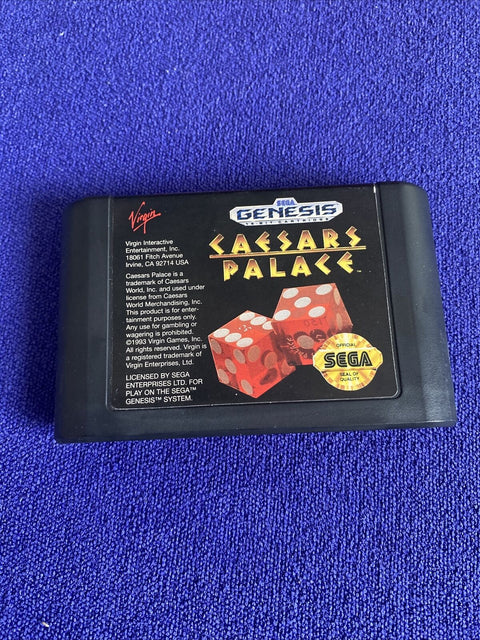 Virgin
Virgin Interactive
Entertainment, Inc.
18061 Fitch Avenue
Irvine, CA 92714 USA
Caesars Palace is a
trademark of Caesars
World, Inc. and used under
license from Caesars
World Merchandising, Inc.
This product is for enter-
tainment purposes only.
Any use for gambling or
wagering is prohibited.
©1993 Virgin Games, Inc.
All rights reserved. Virgin is
a registered trademark of
Virgin Enterprises, Ltd.
LICENSED BY SEGA
ENTERPRISES LTD. FOR
PLAY ON THE SEGA™
GENESIS™ SYSTEM.
SEGA
GENESIS
16-BIT CARTRIDGE
CAESARS
PALACE™
OFFICIAL
SEGA
SEAL OF
QUALITY